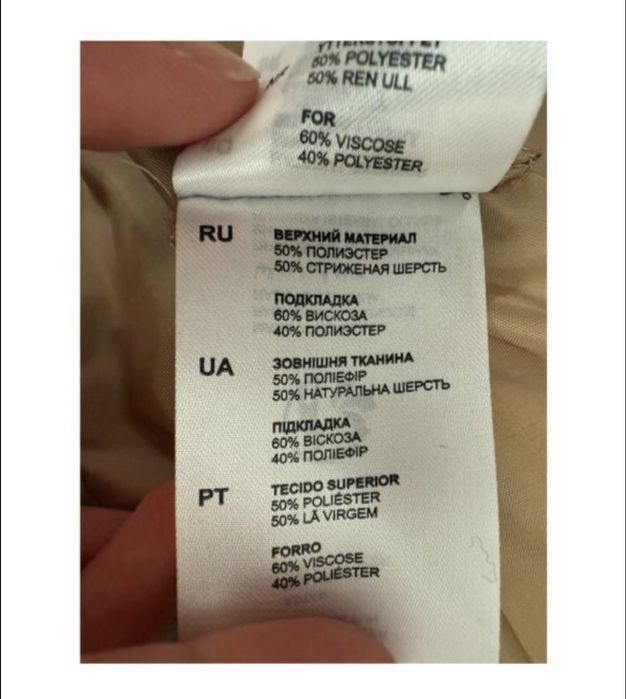 50% POLYESTER
50% REN ULL
FOR
60% VISCOSE
40% POLYESTER
RU
ВЕРХНИЙ МАТЕРИАЛ
50% ПОЛИЭСТЕР
50% СТРИЖЕНАЯ ШЕРСТЬ
ПОДКЛАДКА
60% ВИСКОЗА
40% ПОЛИЭСТЕР
UA
ЗОВНІШНЯ ТКАНИНА
50% ПОЛІЕФІР
50% НАТУРАЛЬНА ШЕРСТЬ
ПІДКЛАДКА
60% ВІСКОЗА
40% ПОЛІЕФІР
PT
TECIDO SUPERIOR
50% POLIÉSTER
50% LÃ VIRGEM
FORRO
60% VISCOSE
40% POLIÉSTER